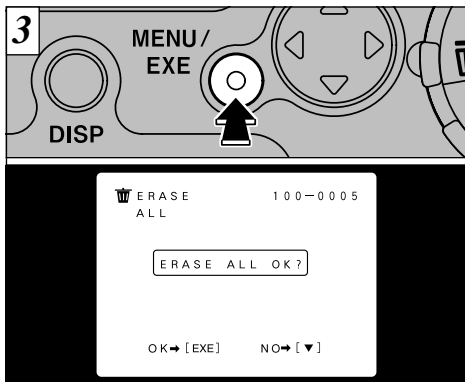 3
MENU/
EXE
DISP
ERASE 100-0005
ALL
ERASE ALL OK?
OK➡[EXE] NO➡[▼]